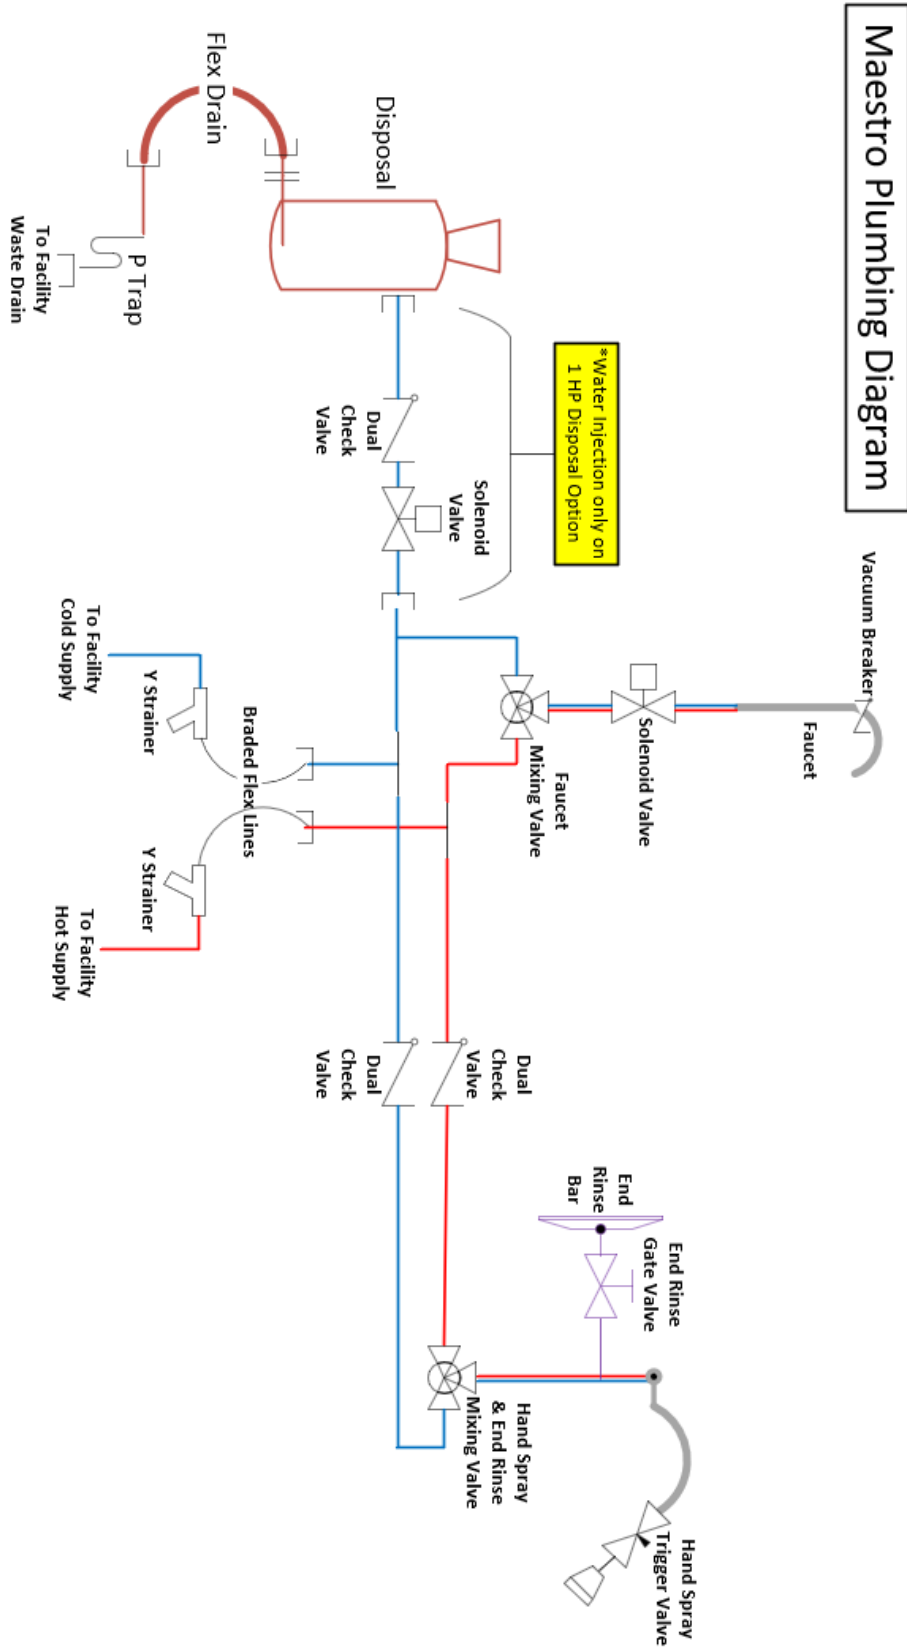 Maestro Plumbing Diagram
Vacuum Breaker
Faucet
Solenoid Valve
Faucet
Mixing Valve
*Water Injection only on
1 HP Disposal Option
Disposal
Flex Drain
P Trap
To Facility
Waste Drain
Dual
Check
Valve
Solenoid
Valve
To Facility
Cold Supply
Y Strainer
Braded Flex Lines
Y Strainer
To Facility
Hot Supply
Dual
Check
Valve
Dual
Check
Valve
End
Rinse
Bar
End Rinse
Gate Valve
Hand Spray
& End Rinse
Mixing Valve
Hand Spray
Trigger Valve